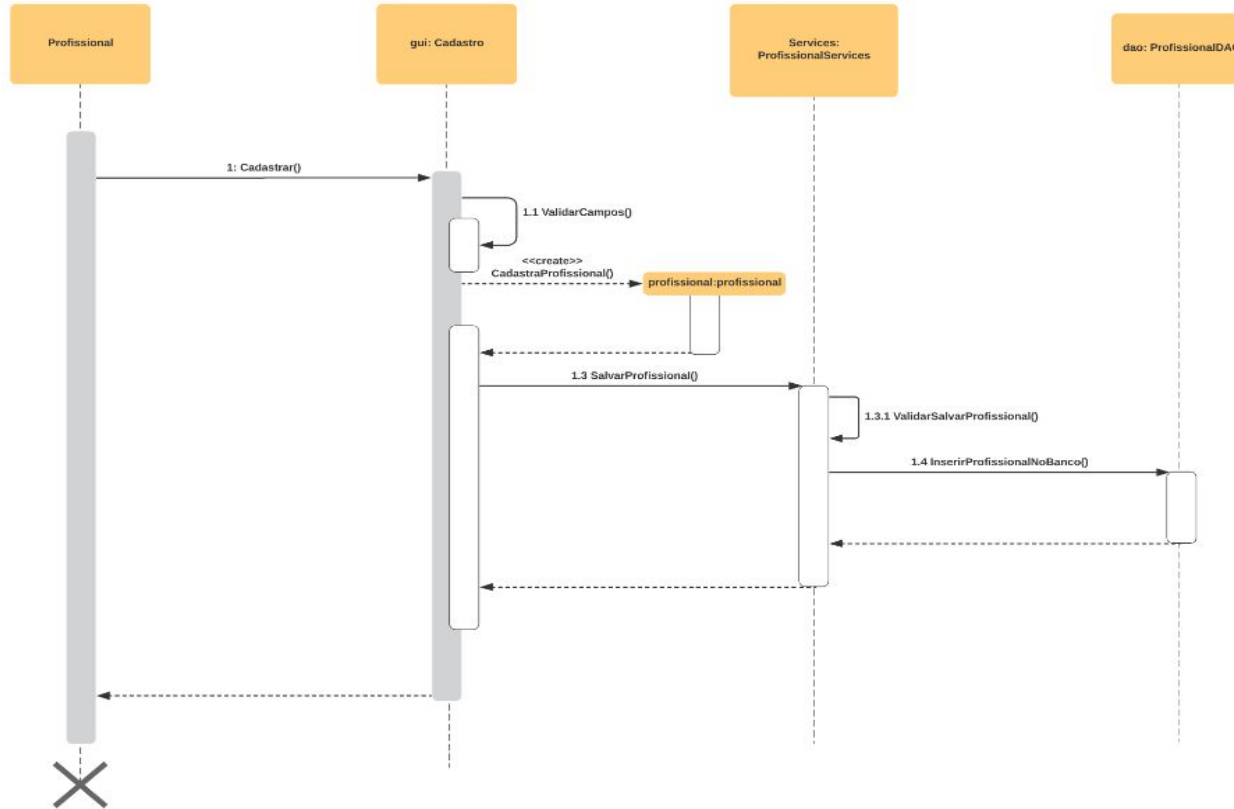 Profissional
gui: Cadastro
Services:
ProfissionalServices
dao: ProfissionalDAO
1: Cadastrar()
1.1 ValidarCampos()
<<create>>
CadastraProfissional()
profissional:profissional
1.3 SalvarProfissional()
1.3.1 ValidarSalvarProfissional()
1.4 InserirProfissionalNoBanco()